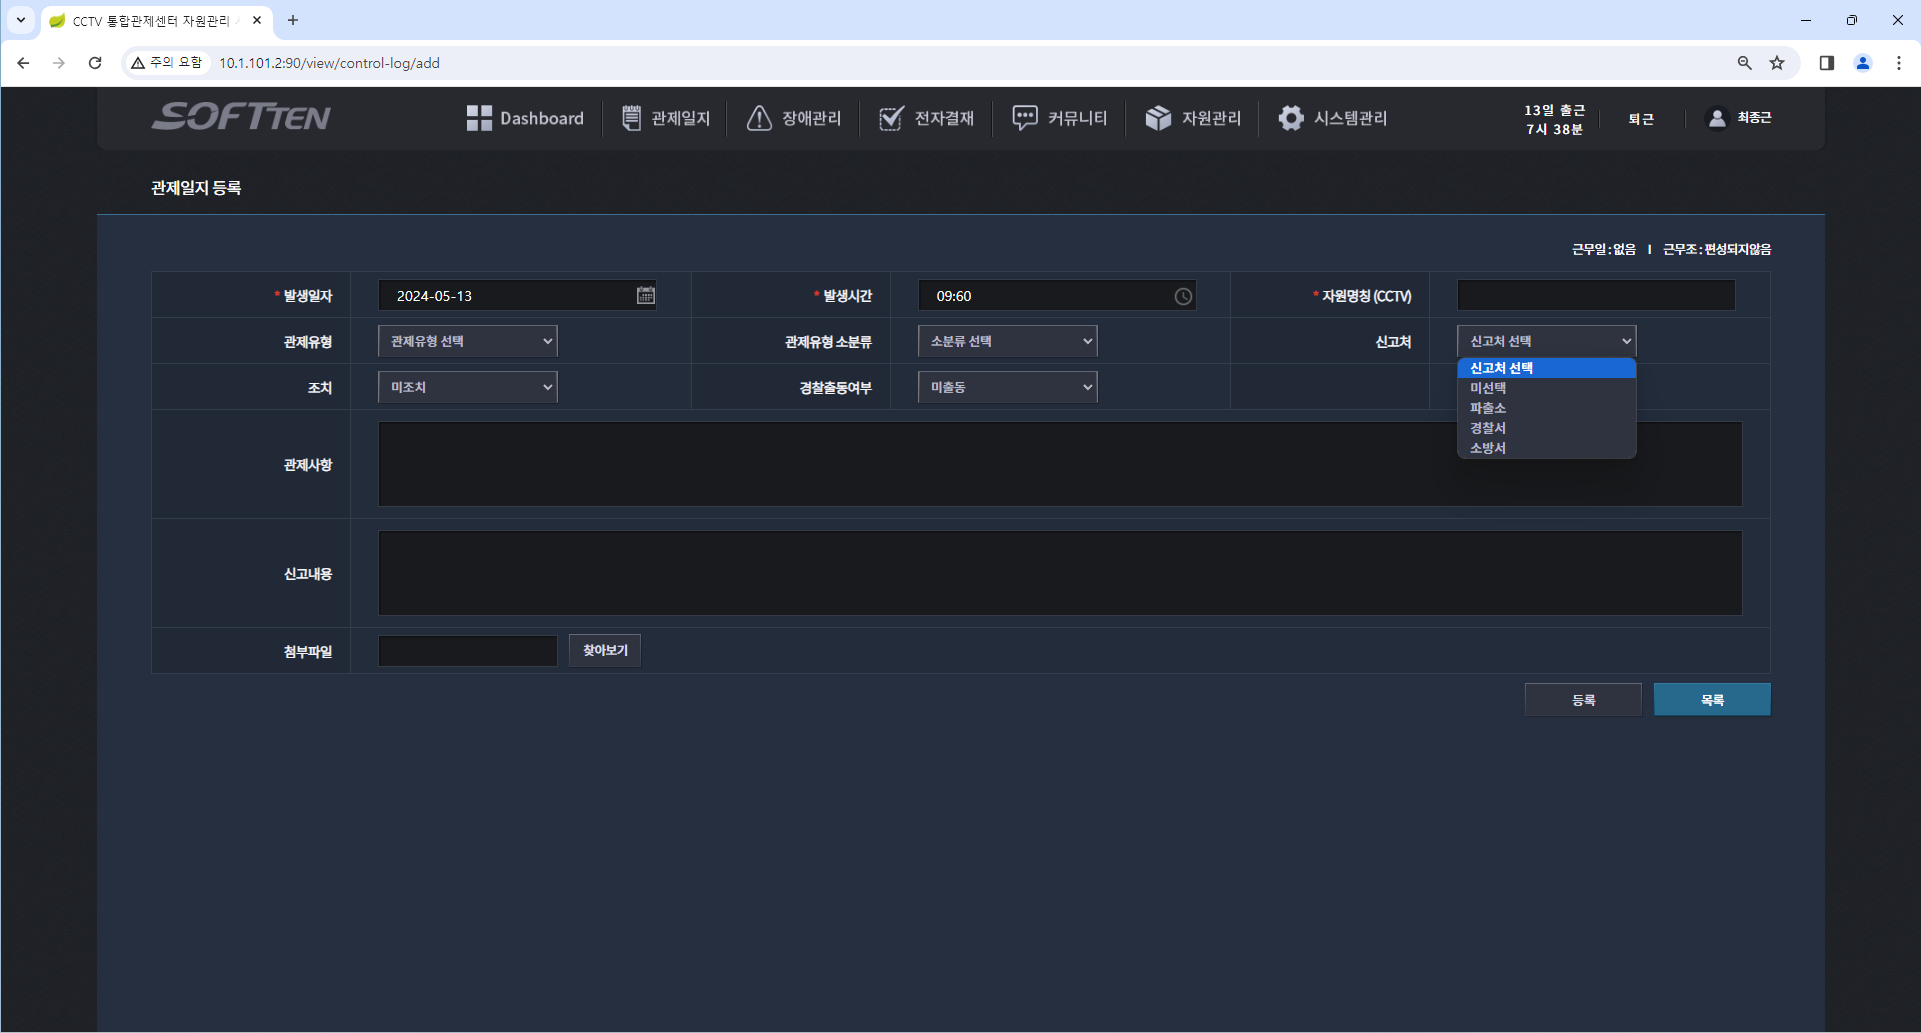 CCTV 통합관제센터 자원관리
주의 요함 10.1.101.2:90/view/control-log/add
SOFTTEN Dashboard 관제일지 장애관리 전자결재 커뮤니티 자원관리 시스템관리 13일 출근 퇴근 최종근
7시 38분
관제일지 등록
근무일 : 없음 I 근무조 : 편성되지않음
* 발생일자 2024-05-13 * 발생시간 09:60 * 자원명칭 (CCTV)
관제유형 관제유형 선택 관제유형 소분류 소분류 선택 신고처 신고처 선택
신고처 선택
미선택
파출소
경찰서
소방서
조치 미조치 경찰출동여부 미출동
관제사항
신고내용
첨부파일 찾아보기
등록 목록